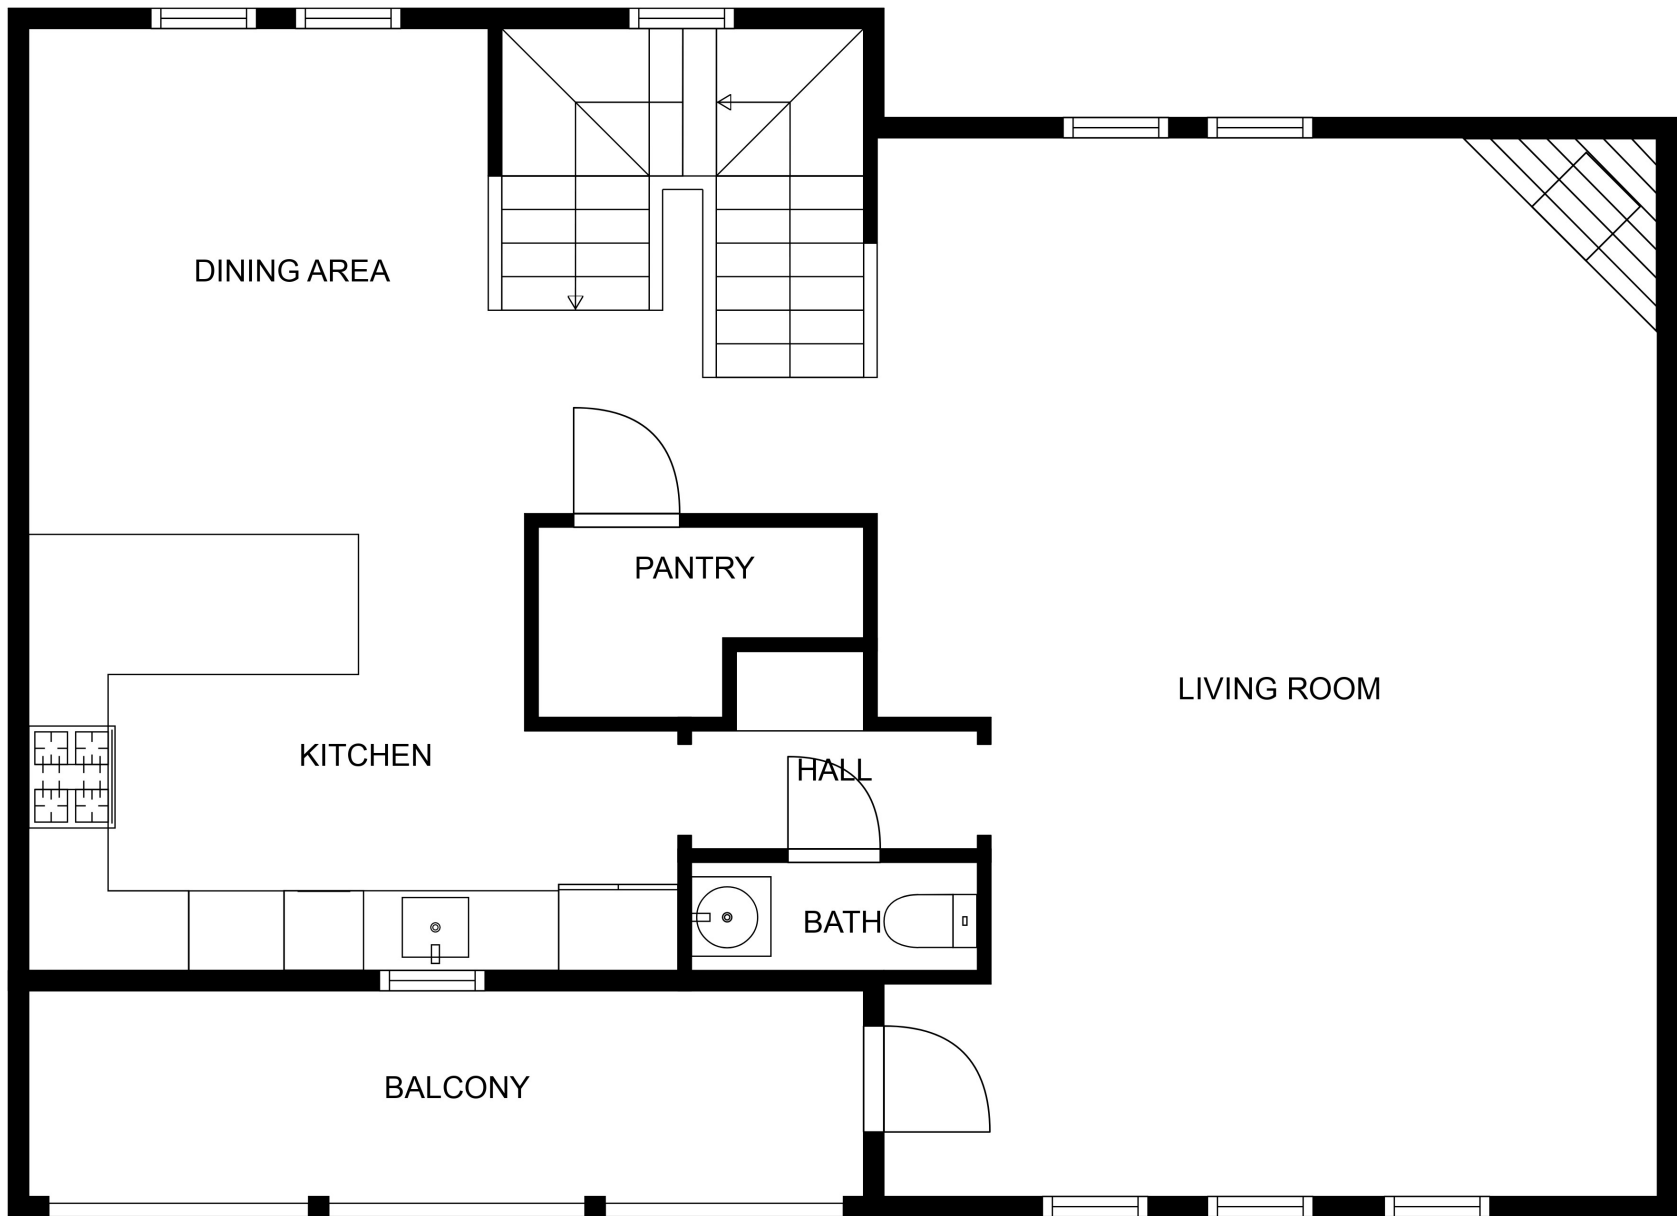 DINING AREA
PANTRY
LIVING ROOM
KITCHEN
HALL
BATH
BALCONY